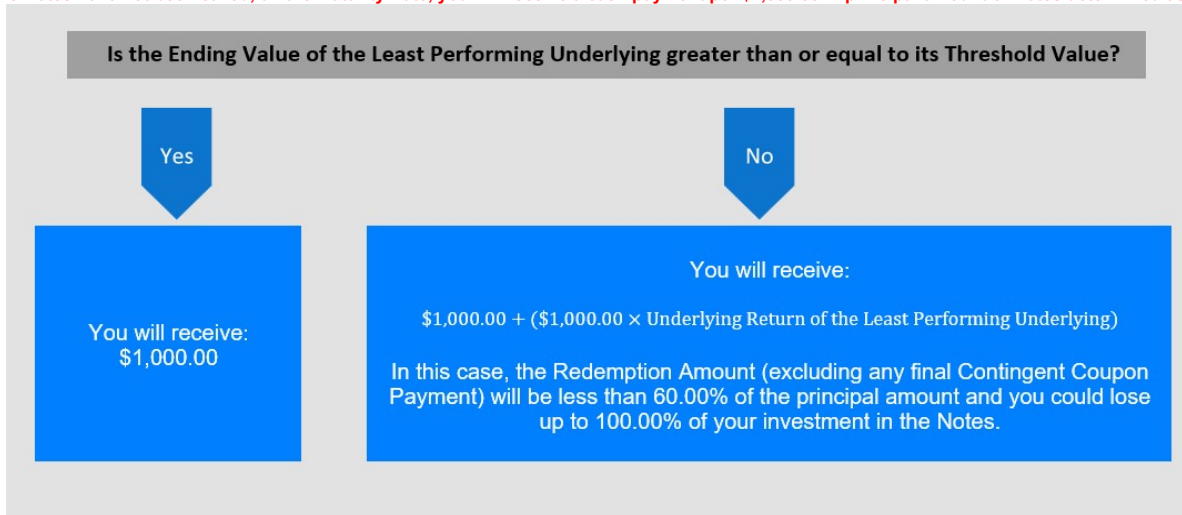 Is the Ending Value of the Least Performing Underlying greater than or equal to its Threshold Value?
Yes
No
You will receive:
$1,000.00
You will receive:
$1,000.00 + ($1,000.00 × Underlying Return of the Least Performing Underlying)
In this case, the Redemption Amount (excluding any final Contingent Coupon
Payment) will be less than 60.00% of the principal amount and you could lose
up to 100.00% of your investment in the Notes.